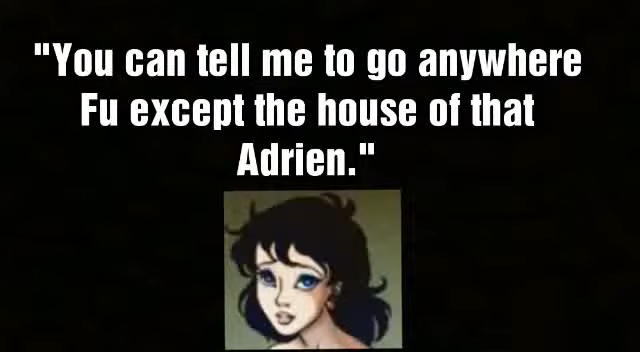 "You can tell me to go anywhere
Fu except the house of that
Adrien."